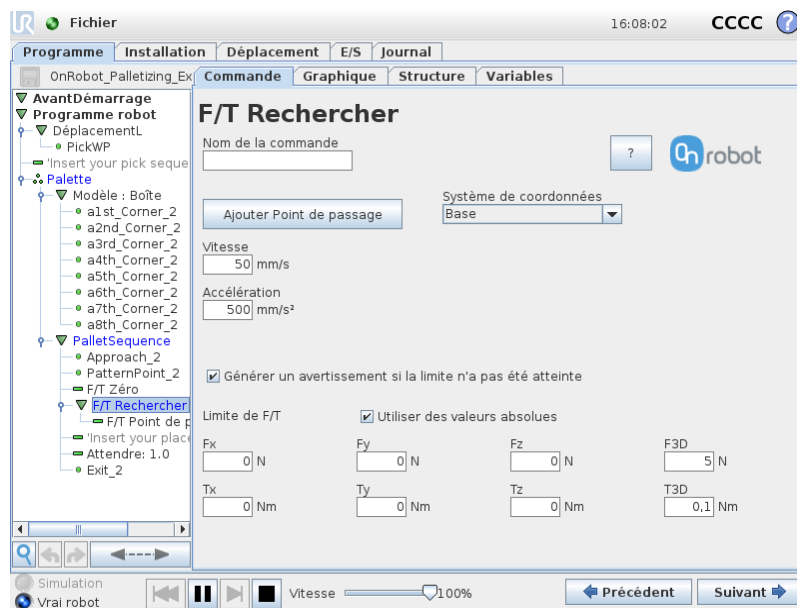 Fichier 16:08:02 CCCC ?
Programme Installation Déplacement E/S Journal
OnRobot_Palletizing_Ex Commande Graphique Structure Variables
AvantDémarrage
Programme robot
DéplacementL
PickWP
'Insert your pick seque
Palette
Modèle : Boîte
a1st_Corner_2
a2nd_Corner_2
a3rd_Corner_2
a4th_Corner_2
a5th_Corner_2
a6th_Corner_2
a7th_Corner_2
a8th_Corner_2
PalletSequence
Approach_2
PatternPoint_2
F/T Zéro
F/T Rechercher
F/T Point de p
'Insert your place
Attendre: 1.0
Exit_2
F/T Rechercher
Nom de la commande
?
On robot
Ajouter Point de passage
Système de coordonnées
Base
Vitesse
50 mm/s
Accélération
500 mm/s²
Générer un avertissement si la limite n'a pas été atteinte
Limite de F/T Utiliser des valeurs absolues
Fx Fy Fz F3D
0 N 0 N 0 N 5 N
Tx Ty Tz T3D
0 Nm 0 Nm 0 Nm 0,1 Nm
Simulation
Vrai robot
Vitesse 100%
Précédent Suivant